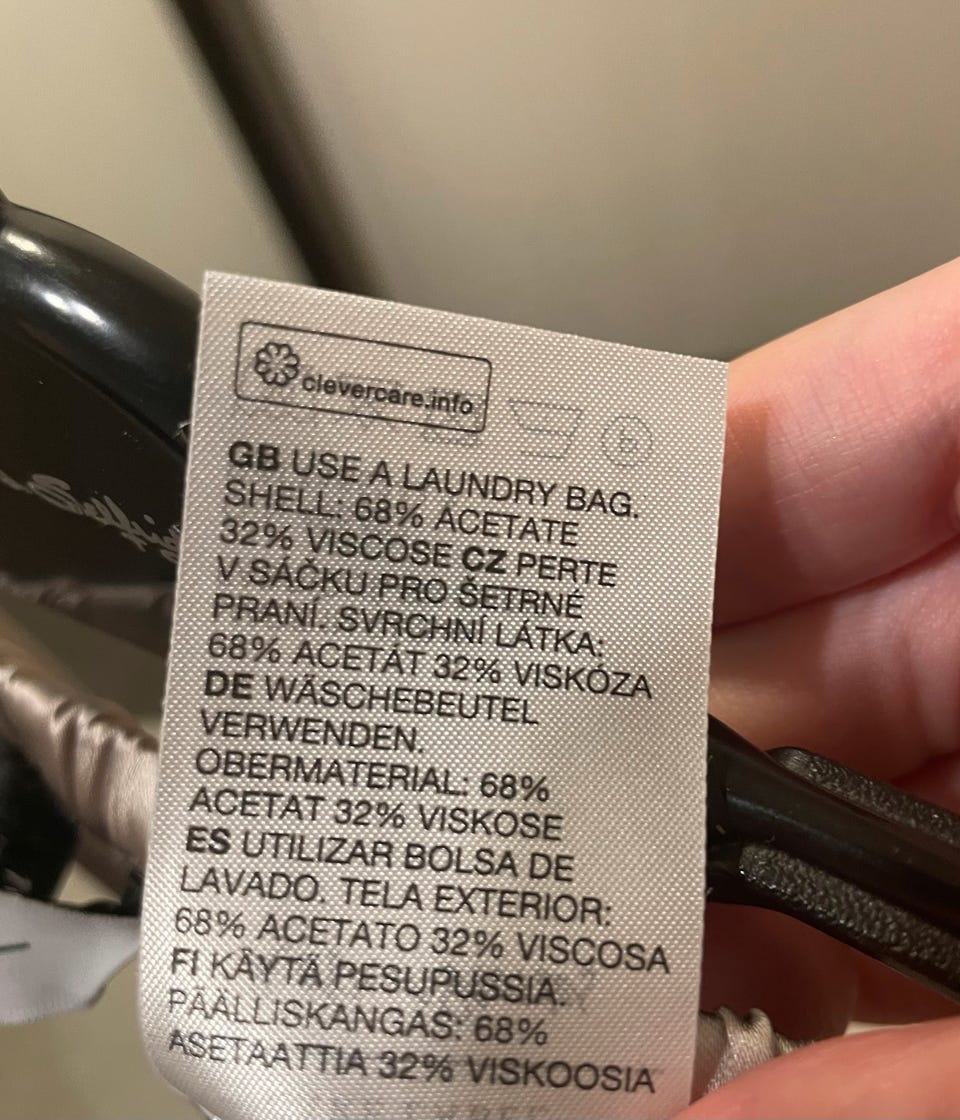 clevercare.info
GB USE A LAUNDRY BAG.
SHELL: 68% ACETATE
32% VISCOSE CZ PERTE
V SÁČKU PRO ŠETRNÉ
PRANÍ. SVRCHNÍ LÁTKA:
68% ACETÁT 32% VISKÓZA
DE WÄSCHEBEUTEL
VERWENDEN.
OBERMATERIAL: 68%
ACETAT 32% VISKOSE
ES UTILIZAR BOLSA DE
LAVADO. TELA EXTERIOR:
68% ACETATO 32% VISCOSA
FI KÄYTÄ PESUPUSSIA.
PÄÄLLISKANGAS: 68%
ASETAATTIA 32% VISKOOSIA